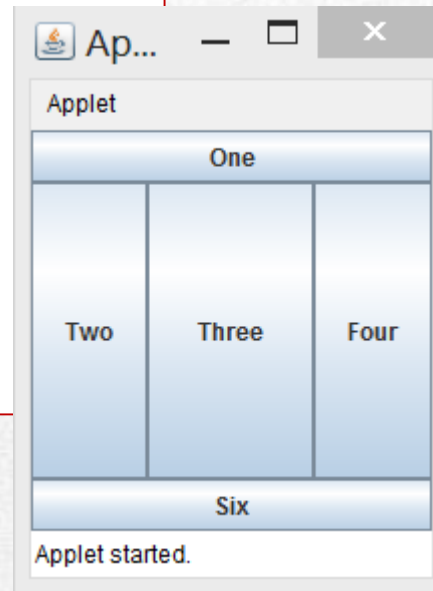 Ap...
Applet
One
Two Three Four
Six
Applet started.